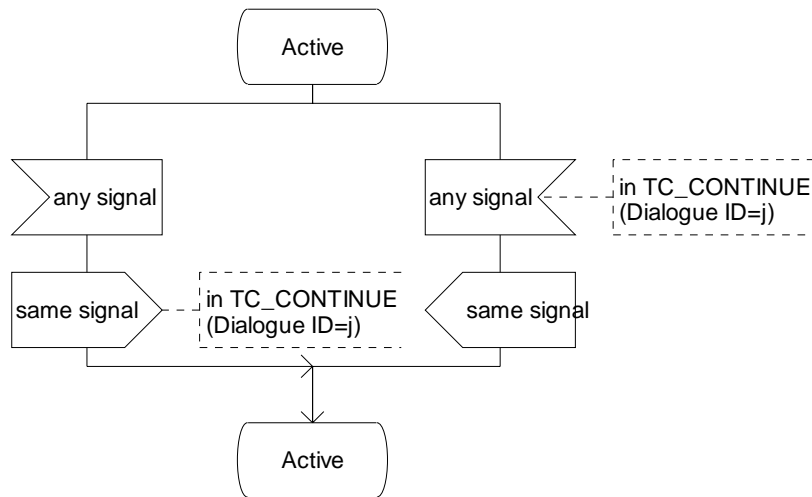 Active
any signal
any signal
in TC_CONTINUE
(Dialogue ID=j)
same signal
in TC_CONTINUE
(Dialogue ID=j)
same signal
Active